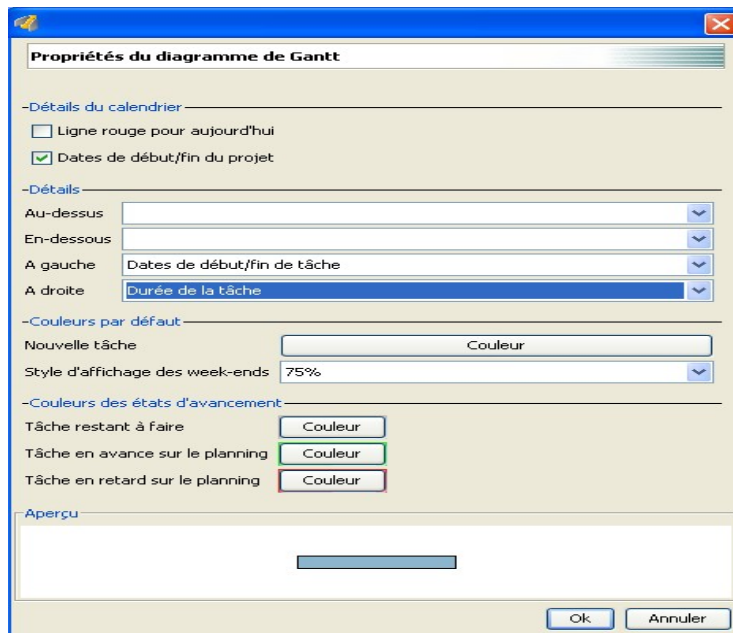 Propriétés du diagramme de Gantt
Détails du calendrier
Ligne rouge pour aujourd'hui
Dates de début/fin du projet
Détails
Au-dessus
En-dessous
A gauche Dates de début/fin de tâche
A droite Durée de la tâche
Couleurs par défaut
Nouvelle tâche Couleur
Style d'affichage des week-ends 75%
Couleurs des états d'avancement
Tâche restant à faire Couleur
Tâche en avance sur le planning Couleur
Tâche en retard sur le planning Couleur
Aperçu
Ok Annuler